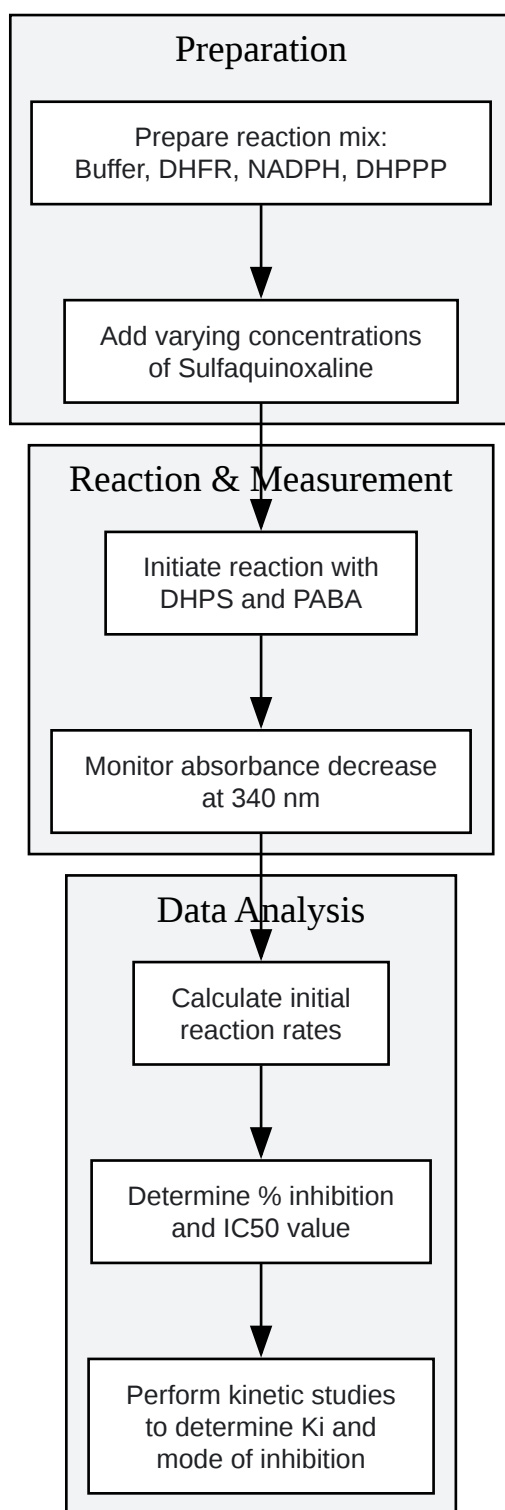 Preparation
Prepare reaction mix:
Buffer, DHFR, NADPH, DHPPP
Add varying concentrations
of Sulfaquinoxaline
Reaction & Measurement
Initiate reaction with
DHPS and PABA
Monitor absorbance decrease
at 340 nm
Data Analysis
Calculate initial
reaction rates
Determine % inhibition
and IC50 value
Perform kinetic studies
to determine Ki and
mode of inhibition